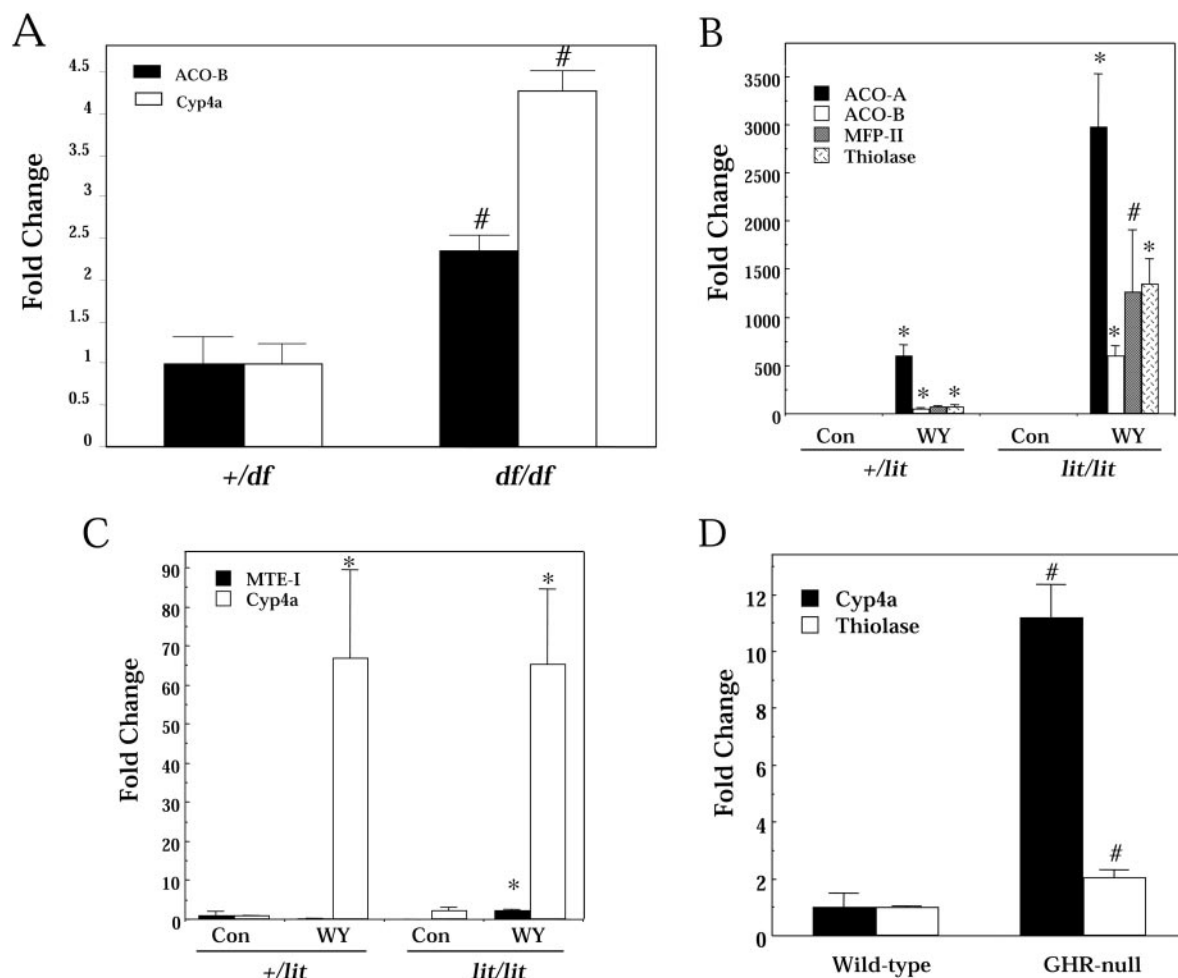 A
Fold Change
4.5
4
3.5
3
2.5
2
1.5
1
0.5
0
ACO-B
Cyp4a
#
#
+/df
df/df
B
Fold Change
3500
3000
2500
2000
1500
1000
500
0
ACO-A
ACO-B
MFP-II
Thiolase
*
*
*
*
*
#
*
Con
WY
Con
WY
+/lit
lit/lit
C
Fold Change
90
80
70
60
50
40
30
20
10
0
MTE-I
Cyp4a
*
*
*
Con
WY
Con
WY
+/lit
lit/lit
D
Fold Change
12
10
8
6
4
2
0
Cyp4a
Thiolase
#
#
Wild-type
GHR-null